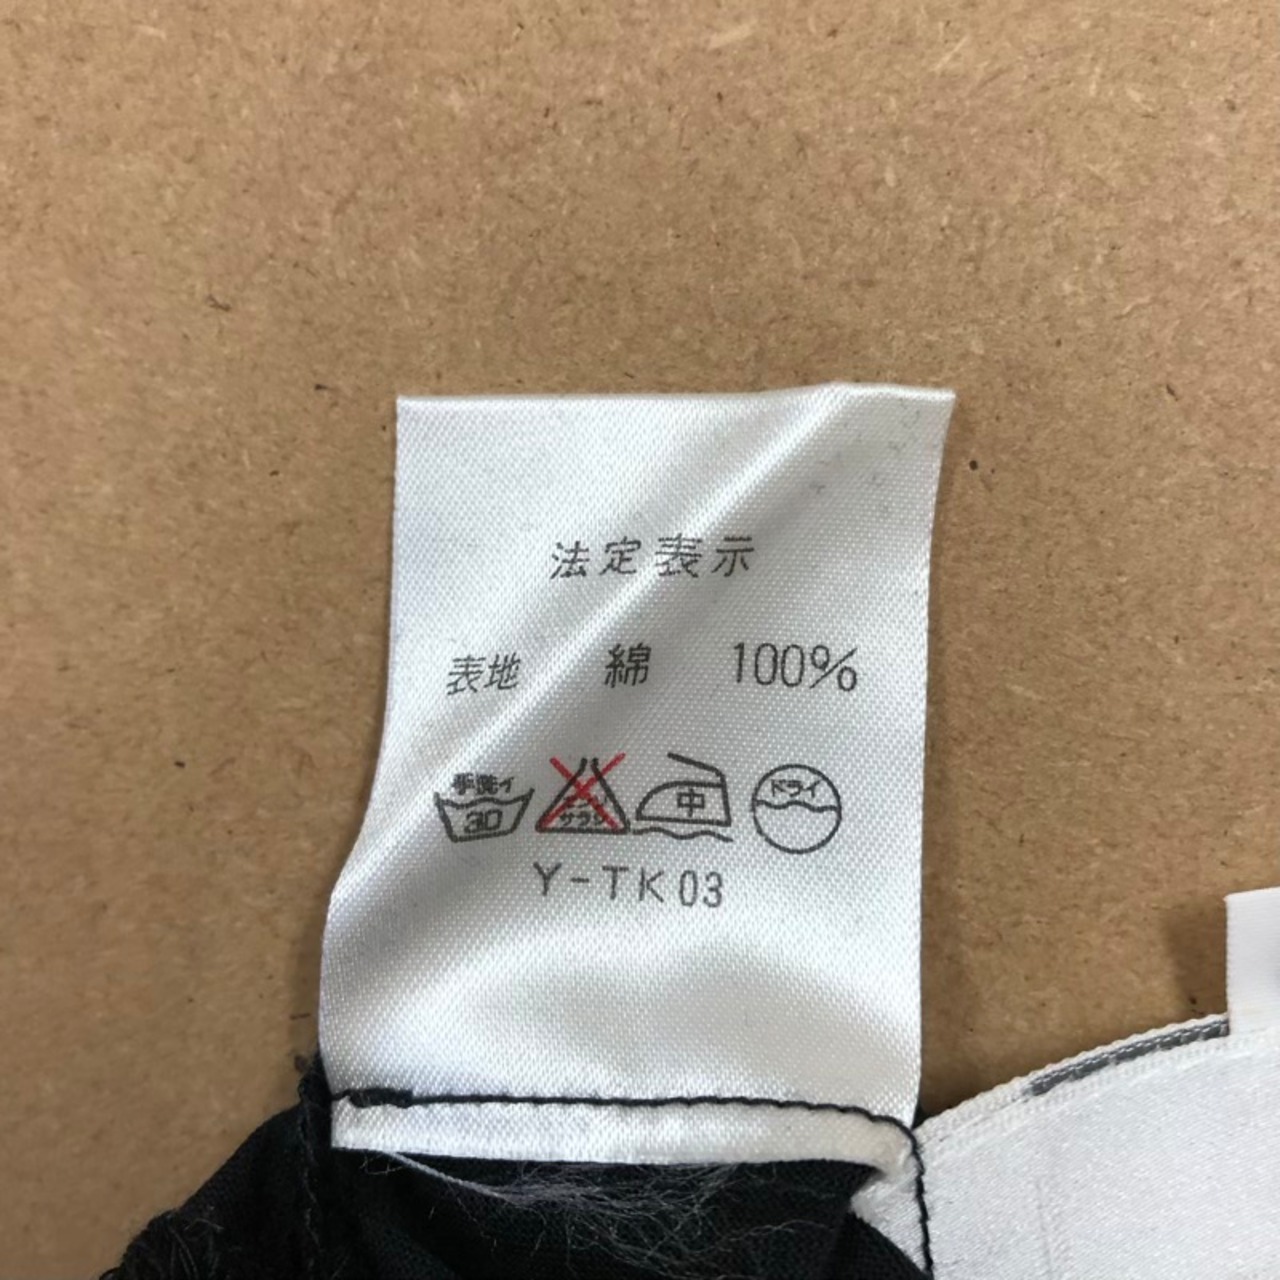 法定表示
表地 綿 100%
手洗イ 30 エンソ サラシ 中 ドライ
Y-TK03